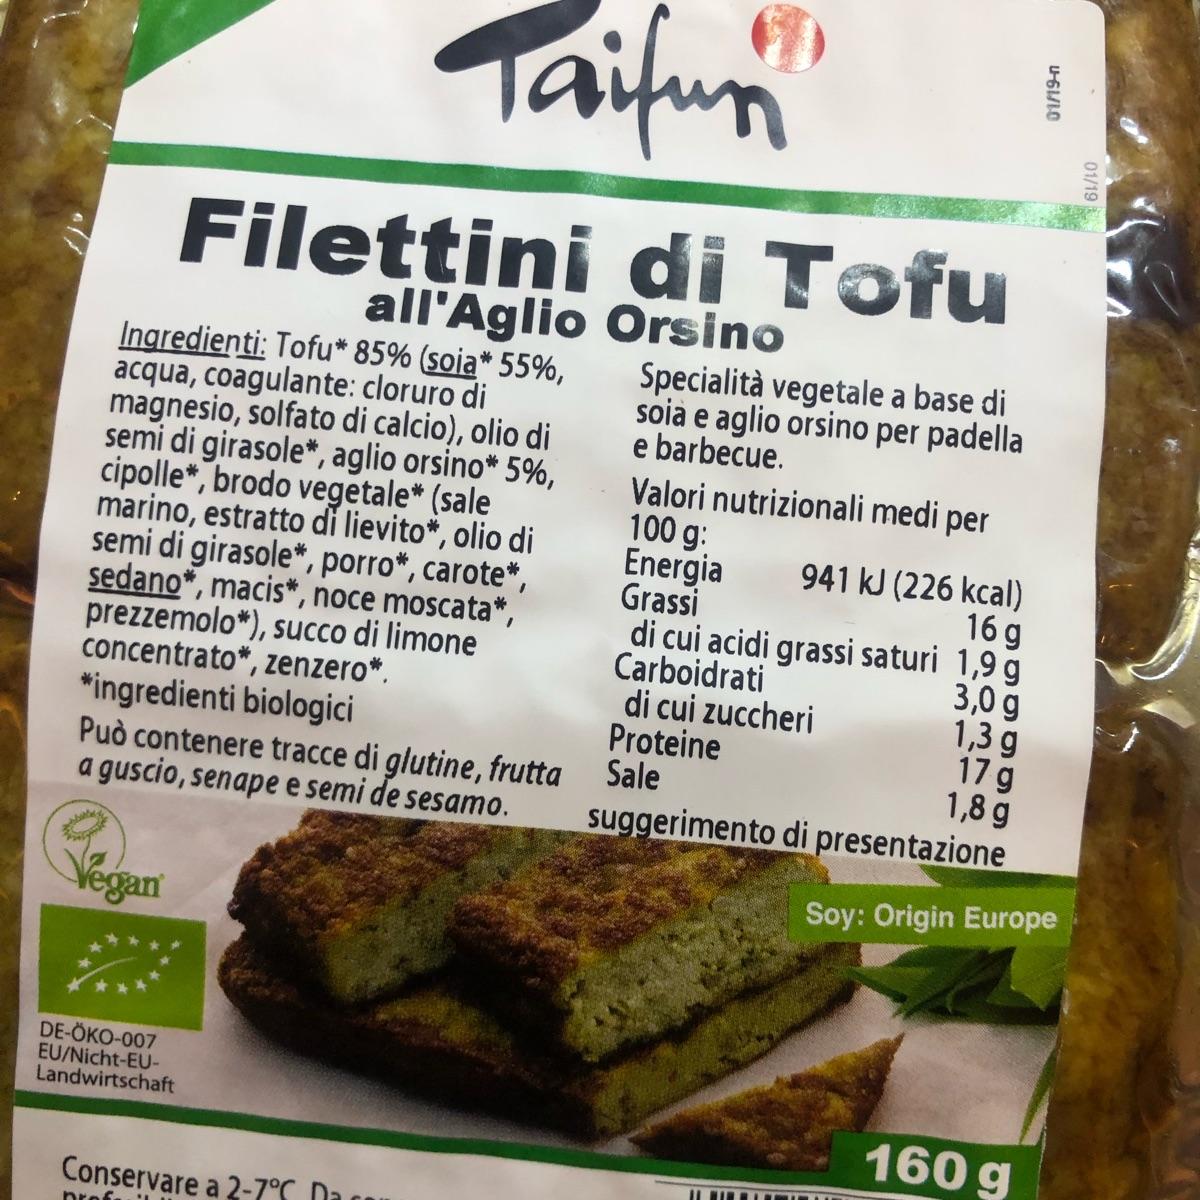 Taifun
01/19-n
01/19
Filettini di Tofu
all'Aglio Orsino
Ingredienti: Tofu* 85% (soia* 55%,
acqua, coagulante: cloruro di
magnesio, solfato di calcio), olio di
semi di girasole*, aglio orsino* 5%,
cipolle*, brodo vegetale* (sale
marino, estratto di lievito*, olio di
semi di girasole*, porro*, carote*,
sedano*, macis*, noce moscata*,
prezzemolo*), succo di limone
concentrato*, zenzero*.
*ingredienti biologici
Può contenere tracce di glutine, frutta
a guscio, senape e semi de sesamo.
Specialità vegetale a base di
soia e aglio orsino per padella
e barbecue.
Valori nutrizionali medi per
100 g:
Energia 941 kJ (226 kcal)
Grassi 16 g
di cui acidi grassi saturi 1,9 g
Carboidrati 3,0 g
di cui zuccheri 1,3 g
Proteine 17 g
Sale 1,8 g
suggerimento di presentazione
Vegan
Soy: Origin Europe
DE-ÖKO-007
EU/Nicht-EU-
Landwirtschaft
160 g
Conservare a 2-7°C. Da